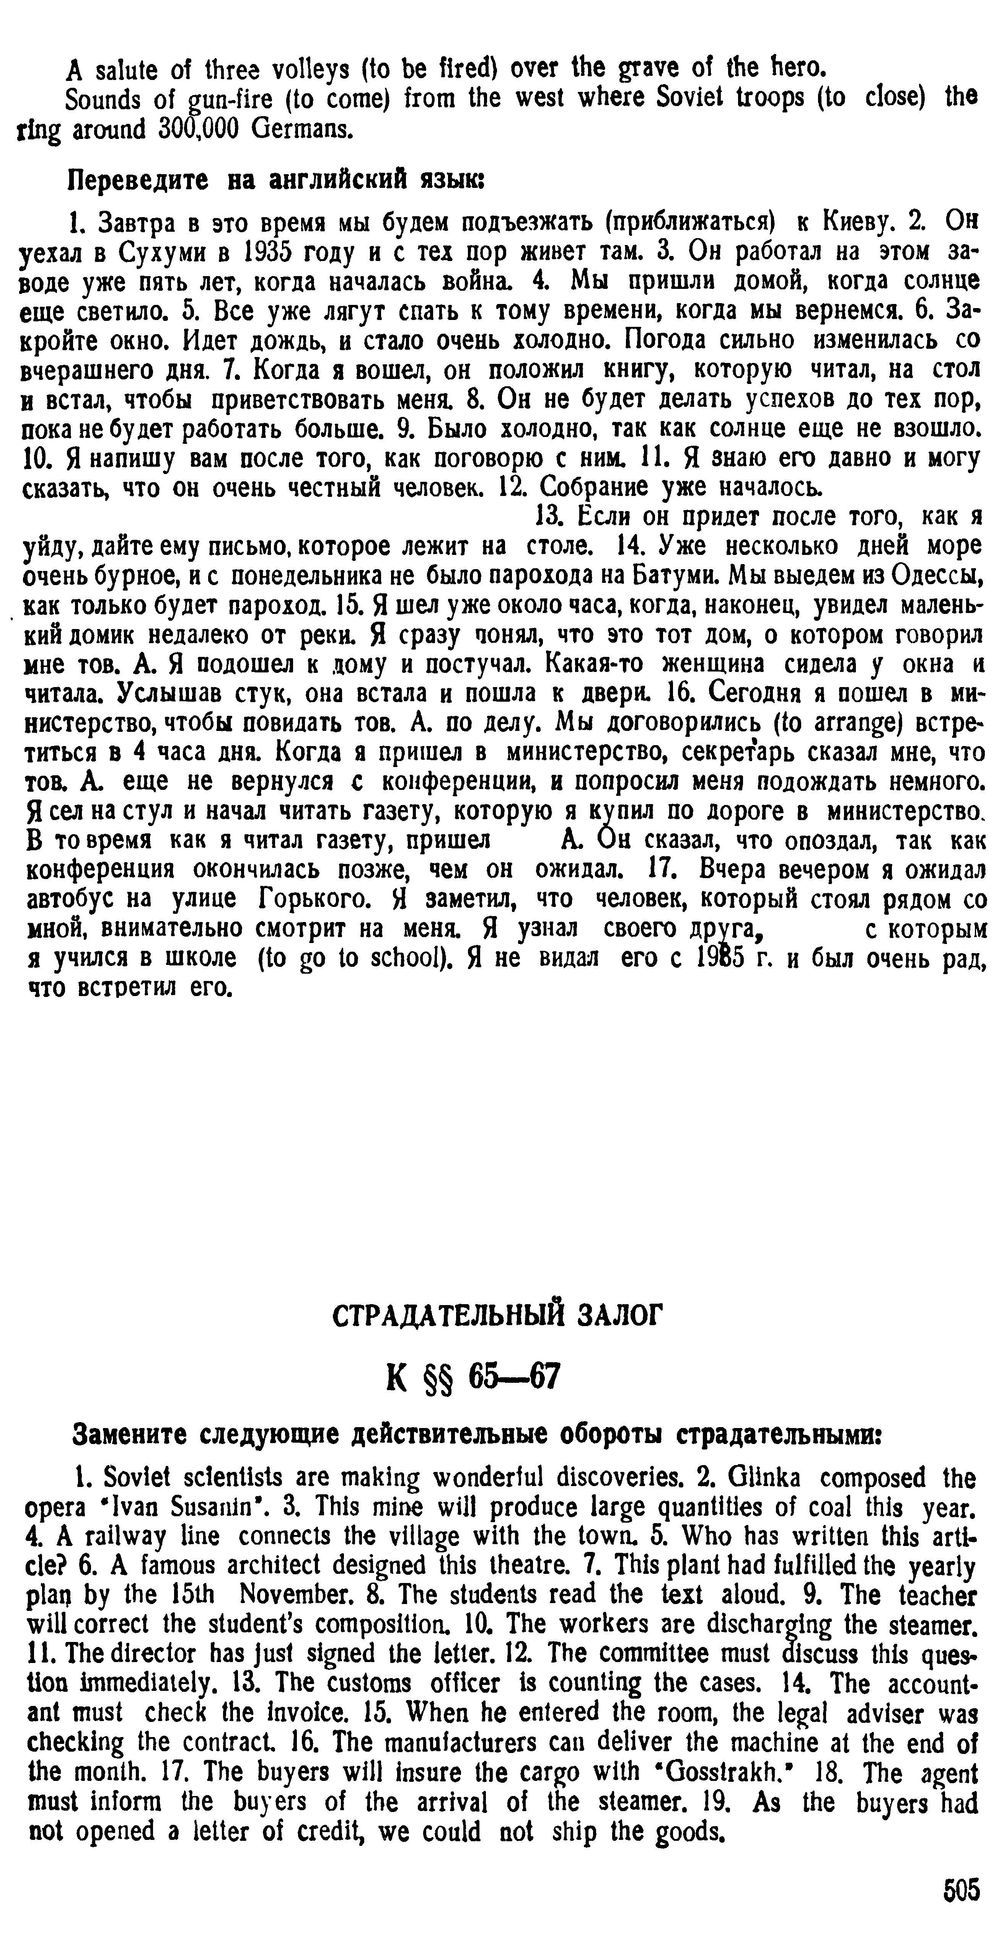 A salute of three volleys (to be fired) over the grave of the hero.
Sounds of gun-fire (to come) from the west where Soviet troops (to close) the
ring around 300,000 Germans.
Переведите на английский язык:
1. Завтра в это время мы будем подъезжать (приближаться) к Киеву. 2. Он
уехал в Сухуми в 1935 году и с тех пор живет там. 3. Он работал на этом за-
воде уже пять лет, когда началась война. 4. Мы пришли домой, когда солнце
еще светило. 5. Все уже лягут спать к тому времени, когда мы вернемся. 6. За-
кройте окно. Идет дождь, и стало очень холодно. Погода сильно изменилась со
вчерашнего дня. 7. Когда я вошел, он положил книгу, которую читал, на стол
и встал, чтобы приветствовать меня. 8. Он не будет делать успехов до тех пор,
пока не будет работать больше. 9. Было холодно, так как солнце еще не взошло.
10. Я напишу вам после того, как поговорю с ним. 11. Я знаю его давно и могу
сказать, что он очень честный человек. 12. Собрание уже началось.
13. Если он придет после того, как я
уйду, дайте ему письмо, которое лежит на столе. 14. Уже несколько дней море
очень бурное, и с понедельника не было парохода на Батуми. Мы выедем из Одессы,
как только будет пароход. 15. Я шел уже около часа, когда, наконец, увидел малень-
кий домик недалеко от реки. Я сразу понял, что это тот дом, о котором говорил
мне тов. А. Я подошел к дому и постучал. Какая-то женщина сидела у окна и
читала. Услышав стук, она встала и пошла к двери. 16. Сегодня я пошел в ми-
нистерство, чтобы повидать тов. А. по делу. Мы договорились (to arrange) встре-
титься в 4 часа дня. Когда я пришел в министерство, секретарь сказал мне, что
тов. А. еще не вернулся с конференции, и попросил меня подождать немного.
Я сел на стул и начал читать газету, которую я купил по дороге в министерство.
В то время как я читал газету, пришел А. Он сказал, что опоздал, так как
конференция окончилась позже, чем он ожидал. 17. Вчера вечером я ожидал
автобус на улице Горького. Я заметил, что человек, который стоял рядом со
мной, внимательно смотрит на меня. Я узнал своего друга, с которым
я учился в школе (to go to school). Я не видал его с 1985 г. и был очень рад,
что встретил его.
СТРАДАТЕЛЬНЫЙ ЗАЛОГ
К §§ 65—67
Замените следующие действительные обороты страдательными:
1. Soviet scientists are making wonderful discoveries. 2. Glinka composed the
opera "Ivan Susanin". 3. This mine will produce large quantities of coal this year.
4. A railway line connects the village with the town. 5. Who has written this arti-
cle? 6. A famous architect designed this theatre. 7. This plant had fulfilled the yearly
plan by the 15th November. 8. The students read the text aloud. 9. The teacher
will correct the student's composition. 10. The workers are discharging the steamer.
11. The director has just signed the letter. 12. The committee must discuss this ques-
tion immediately. 13. The customs officer is counting the cases. 14. The account-
ant must check the invoice. 15. When he entered the room, the legal adviser was
checking the contract. 16. The manufacturers can deliver the machine at the end of
the month. 17. The buyers will insure the cargo with "Gosstrakh." 18. The agent
must inform the buyers of the arrival of the steamer. 19. As the buyers had
not opened a letter of credit, we could not ship the goods.
505